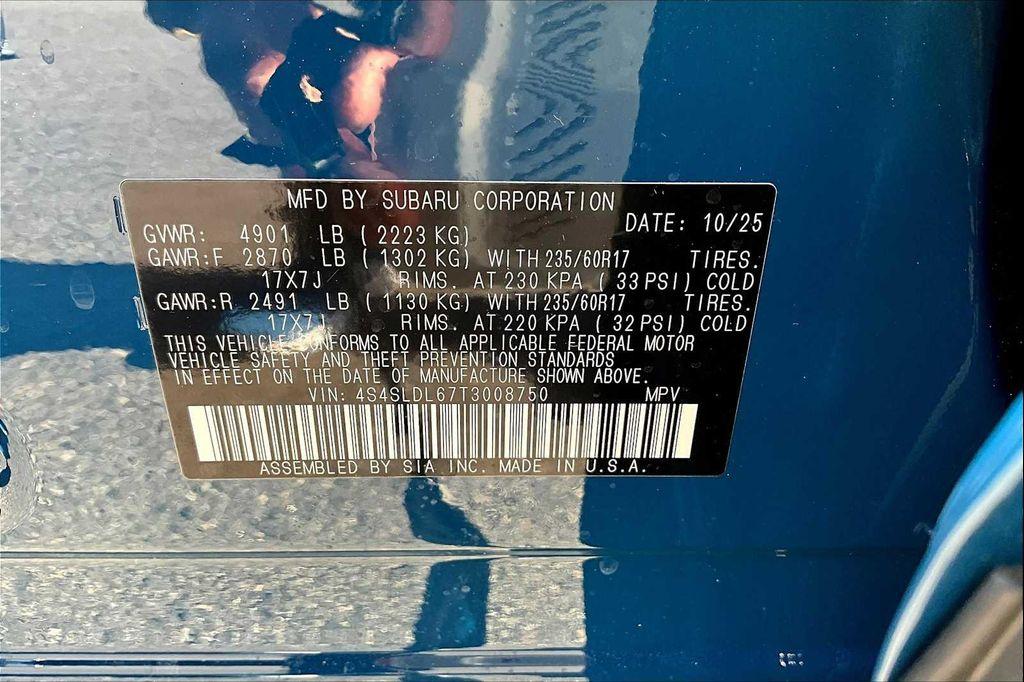 MFD BY SUBARU CORPORATION
DATE: 10/25
GVWR: 4901 LB ( 2223 KG)
GAWR:F 2870 LB ( 1302 KG) WITH 235/60R17 TIRES.
17X7J RIMS. AT 230 KPA ( 33 PSI) COLD
GAWR:R 2491 LB ( 1130 KG) WITH 235/60R17 TIRES.
17X7J RIMS. AT 220 KPA ( 32 PSI) COLD
THIS VEHICLE CONFORMS TO ALL APPLICABLE FEDERAL MOTOR
VEHICLE SAFETY AND THEFT PREVENTION STANDARDS
IN EFFECT ON THE DATE OF MANUFACTURE SHOWN ABOVE.
VIN: 4S4SLDL67T3008750 MPV
ASSEMBLED BY SIA INC. MADE IN U.S.A.